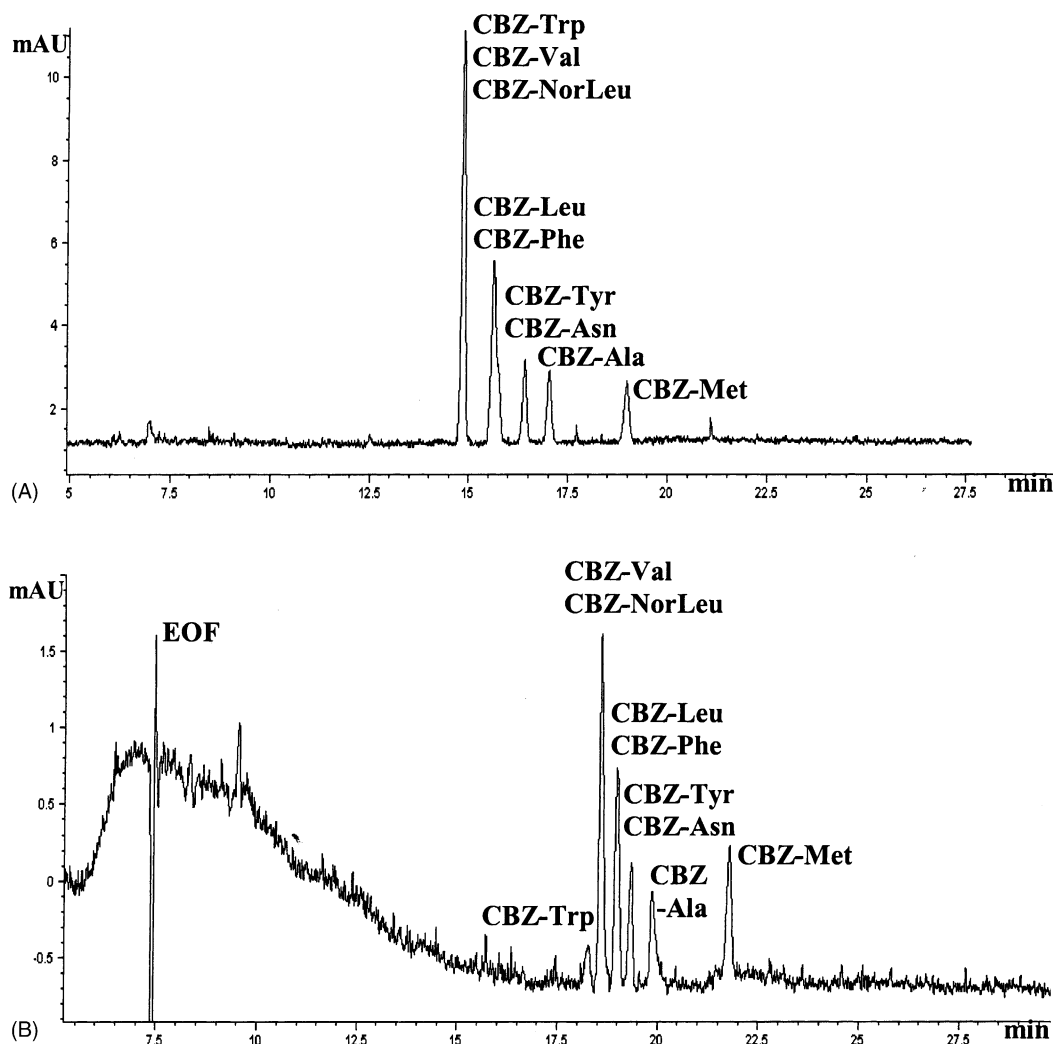 mAU
CBZ-Trp
CBZ-Val
CBZ-NorLeu
10
8
CBZ-Leu
CBZ-Phe
6
CBZ-Tyr
CBZ-Asn
4
CBZ-Ala
CBZ-Met
2
(A)
5 7.5 10 12.5 15 17.5 20 22.5 25 27.5 min
CBZ-Val
CBZ-NorLeu
mAU
EOF
1.5
CBZ-Leu
CBZ-Phe
1
CBZ-Tyr
CBZ-Asn
0.5
CBZ-Met
CBZ
-Ala
0
CBZ-Trp
-0.5
(B)
7.5 10 12.5 15 17.5 20 22.5 25 27.5 min